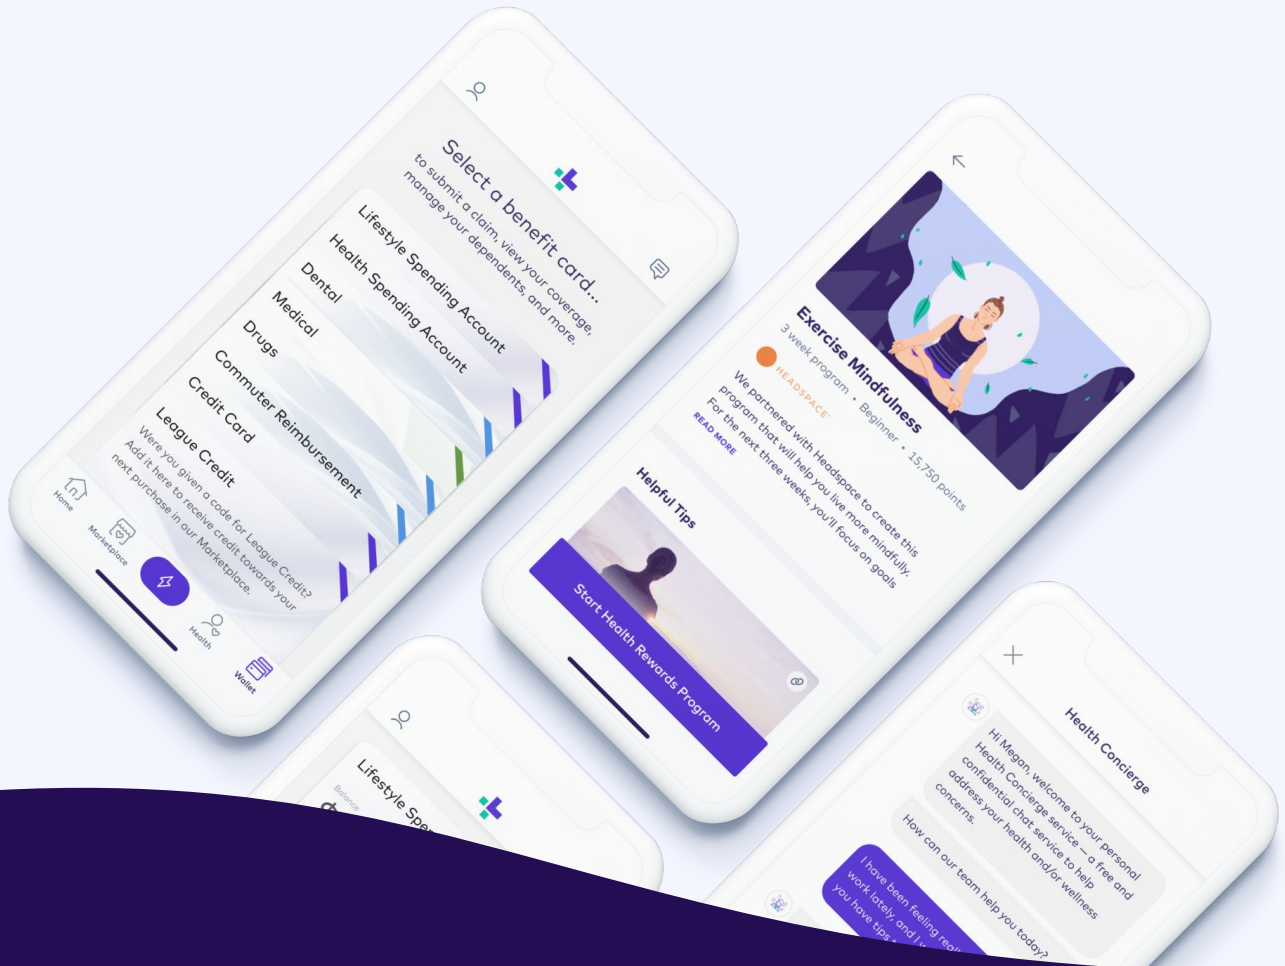 Select a benefit card...
to submit a claim, view your coverage,
manage your dependents, and more.
Lifestyle Spending Account
Health Spending Account
Dental
Medical
Drugs
Commuter Reimbursement
Credit Card
League Credit
Were you given a code for League Credit?
Add it here to receive credit towards your
next purchase in our Marketplace.
Home
Marketplace
Health
Wallet
Exercise Mindfulness
3 week program • Beginner • 15,750 points
HEADSPACE
We partnered with Headspace to create this
program that will help you live more mindfully.
For the next three weeks, you'll focus on goals
READ MORE
Helpful Tips
Start Health Rewards Program
Lifestyle
Balance
Health Concierge
Hi Megan, welcome to your personal
Health Concierge service – a free and
confidential chat service to help
address your health and/or wellness
concerns.
How can our team help you today?
I have been feeling
work lately, and I
you have tips